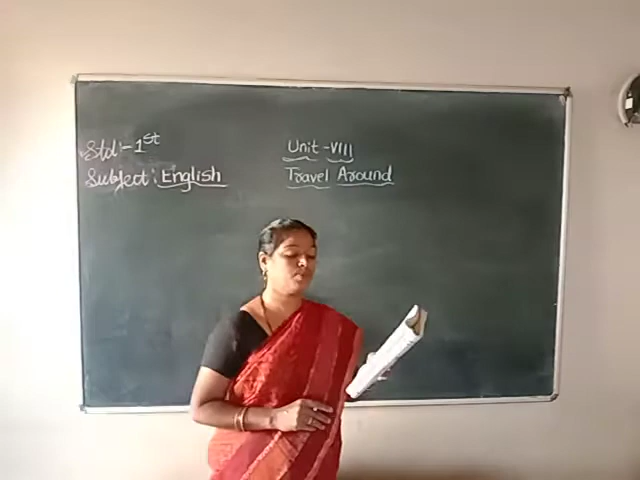 Std:- 1st
Subject: English
Unit - VIII
Travel Around